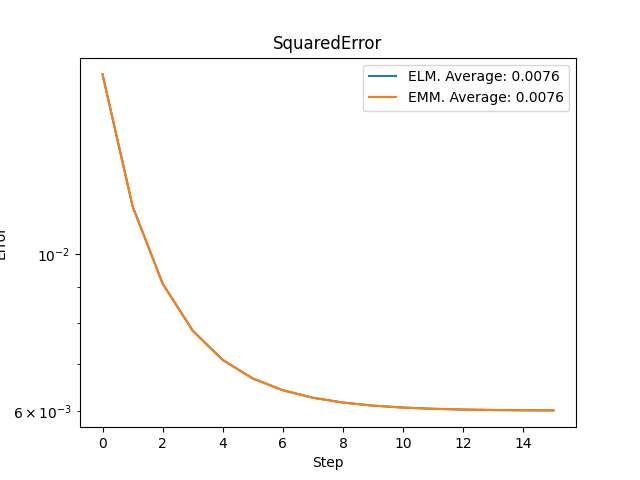 SquaredError
ELM. Average: 0.0076
EMM. Average: 0.0076
Error
10⁻²
6 × 10⁻³
0 2 4 6 8 10 12 14
Step